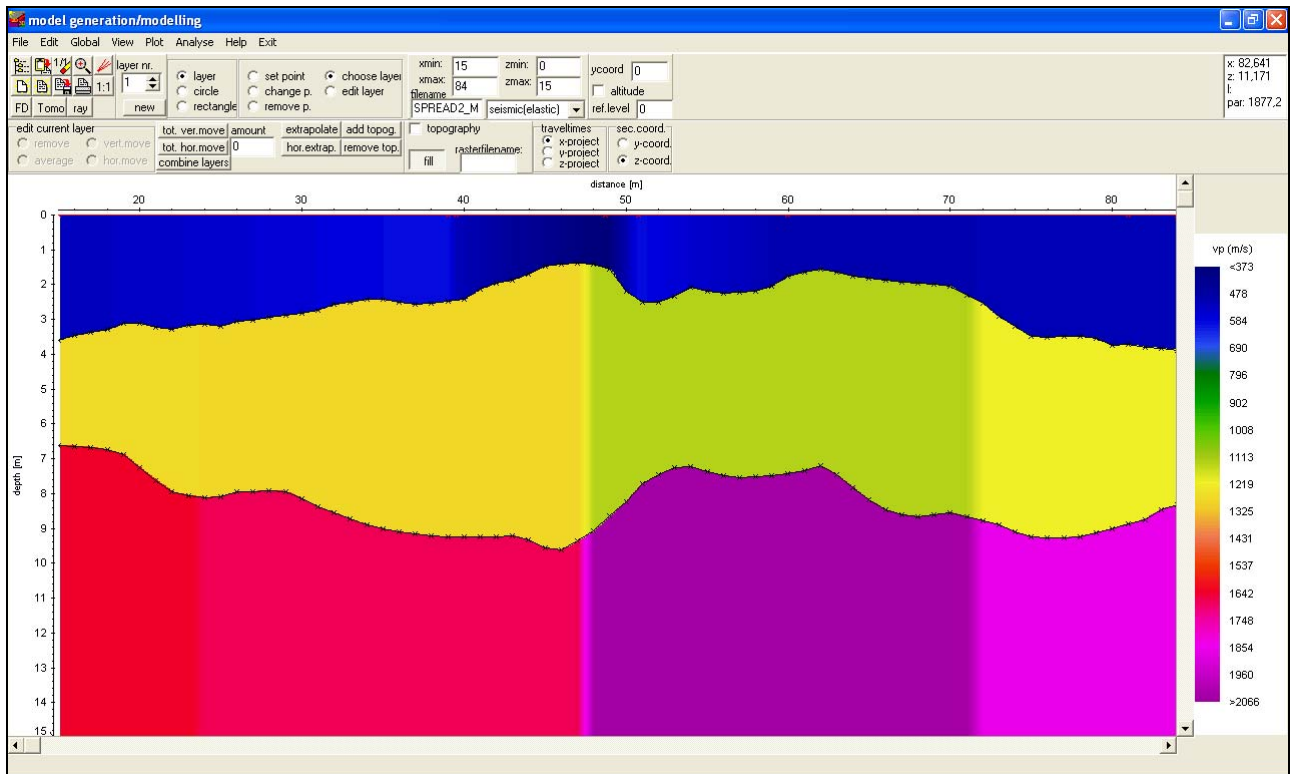 model generation/modelling
File Edit Global View Plot Analyse Help Exit
layer nr.
1
new
1:1
FD Tomo ray
layer
circle
rectangle
set point
change p.
remove p.
choose layer
edit layer
xmin: 15 zmin: 0
xmax: 84 zmax: 15
filename
SPREAD2_M seismic(elastic)
ycoord 0
altitude
ref.level 0
x: 82,641
z: 11,171
l:
par: 1877,2
edit current layer
remove vert.move
average hor.move
tot. ver.move amount extrapolate add topog.
tot. hor.move 0 hor.extrap. remove top.
combine layers
topography
fill rasterfilename:
traveltimes
x-project
y-project
z-project
sec.coord.
y-coord.
z-coord.
distance [m]
20 30 40 50 60 70 80
depth [m]
0
1
2
3
4
5
6
7
8
9
10
11
12
13
14
15
vp (m/s)
<373
478
584
690
796
902
1008
1113
1219
1325
1431
1537
1642
1748
1854
1960
>2066